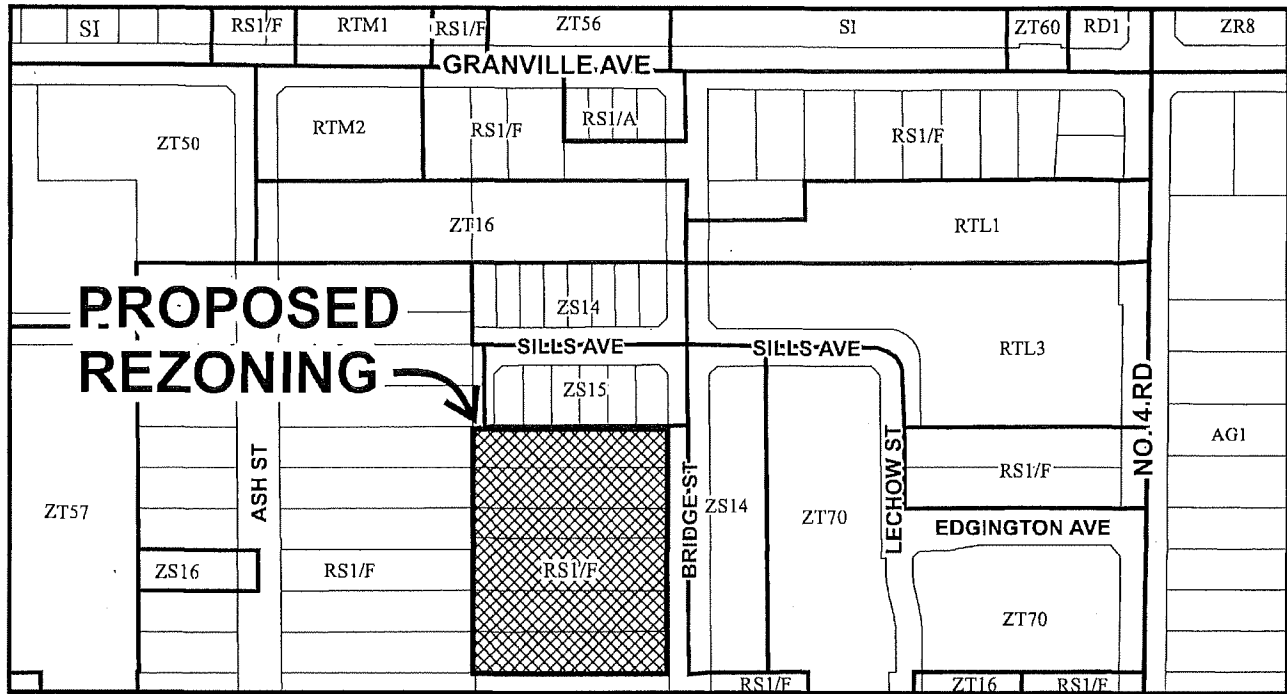 SI
RS1/F
RTM1
RS1/F
ZT56
SI
ZT60
RD1
ZR8
GRANVILLE AVE
ZT50
RTM2
RS1/F
RS1/A
RS1/F
ZT16
RTL1
PROPOSED
REZONING
ZS14
SILLS AVE
SILLS AVE
RTL3
ZS15
NO. 4 RD
ASH ST
BRIDGE ST
LECHOW ST
AG1
RS1/F
ZT57
ZS14
ZT70
EDGINGTON AVE
ZS16
RS1/F
RS1/F
ZT70
RS1/F
ZT16
RS1/F